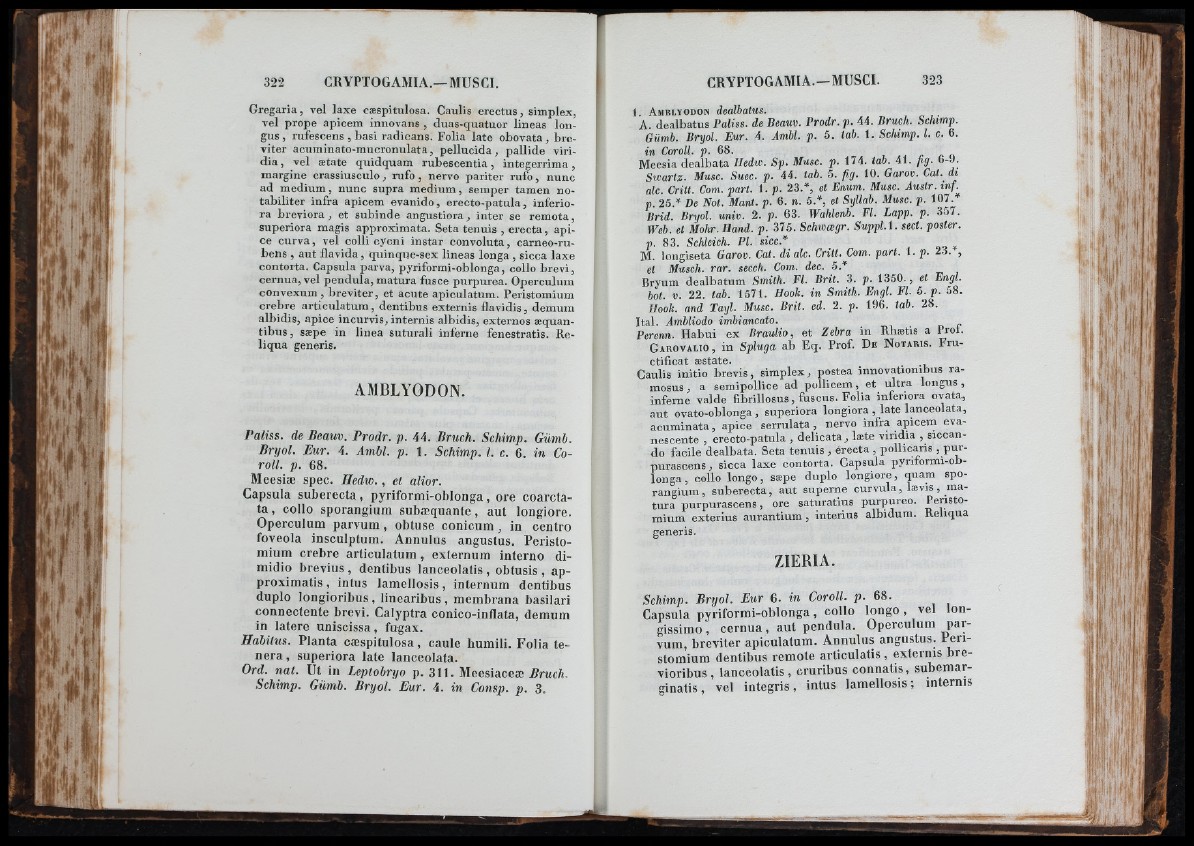 322 CRYPTOGAMIA.—MUSCI.
Gregaria, vel laxe cæspitulosa. Caulis erectus, simplex,
vel prope apicem innovans, duas-quatuor lineas lon-
gus, rufescens, basi radicans. Folia late obovata, bre-
viter acuminato-mucronulata, pellucida, pallide viri-
dia, vel ætate quidquam rubescentia, integerrima,
margine crassiusculo, rufo, nervo pariter rufo, nunc
ad medium, nunc supra medium, semper tamen no-
tabiliter infra apicem evanido, erecto-patula, inferio-
ra breviora, et subinde angustiora, inter se remota,
superiora magis approximata. Seta tenuis, erecta, api-
ce curva, vel colli cycni instar convoluta, carneo-ru-
bens, aut flavida, quinque-sex lineas longa, sicca laxe
contorta. Capsula parva, pyriformi-oblonga, collo brevi,
cernua, vel pendula, matura fusce purpurea. Operculum
convexum, breviter, et acute apiculatum. Peristomium
crebre articulatum, dentibus externis flavidis, demum
albidis, apice incurvis, internis albidis, externos æquan-
tibus, sæpe in linea suturali inferne fenestratis. Re-
liqua generis.
AMBLYODON.
Paliss. de Beauv. Prodr. p. 44. Bruch. Schimp. Gümb.
Bryol. Eur. 4. Ambl. p. 1. Schimp. l. c. 6. in Co-
roll. p. 68.
Meesiæ spec. Hedw., et alior.
Capsula suberecta, pyriformi-oblonga, ore coarcta-
ta, collo sporangium subæquante, aut longiore.
Operculum parvum, obtuse conicum, in centro
foveola insculptum. Annulus angustus. Peristo-
mium crebre articulatum, externum interno di-
midio brevius, dentibus lanceolatis, obtusis, ap-
proximatis, intus lamellosis, internum dentibus
duplo longioribus, linearibus, membrana basilari
connectente brevi. Calyptra conico-inflata, demum
in latere uniscissa, fugax.
Habitus. Planta cæspitulosa, caule humili. Folia te-
nera, superiora late lanceolata.
Ord. nat. Ut in Leptobryo p. 311. Meesiaceæ Bruch.
Schimp. Gümb. Bryol. Eur. 4. in Consp. p. 3.
CRYPTOGAMIA.—MUSCI. 323
1. AMBLYODON dealbatus.
A. dealbatus Paliss. de Beauv. Prodr. p. 44. Bruch. Schimp.
Gümb. Bryol. Eur. 4. Ambl. p. 5. tab. 1. Schimp. l. c. 6.
in Coroll. p. 68.
Meesia dealbata Hedw. Sp. Musc. p. 174. tab. 41. fig. 6-9.
Swartz. Musc. Suec. p. 44. tab. 5. fig. 10. Garov. Cat. di
alc. Critt. Com. part. 1. p. 23.*, et Enum. Musc. Austr. inf.
p. 25.* De Not. Mant. p. 6. n. 5.*, et Syllab. Musc. p. 107.*
Brid. Bryol. univ. 2. p. 63. Wahlenb. Fl. Lapp. p. 357.
Web. et Mohr. Hand. p. 375. Schwægr. Suppl. 1. sect. poster.
p. 83. Schleich. Pl. sicc.*
M. longiseta Garov. Cat. di alc. Critt. Com. part. 1. p. 23.*,
et Musch. rar. secch. Com. dec. 5.*
Bryum dealbatum Smith. Fl. Brit. 3. p. 1350., et Engl.
bot. v. 22. tab. 1571. Hook. in Smith. Engl. Fl. 5. p. 58.
Hook. and Tayl. Musc. Brit. ed. 2. p. 196. tab. 28.
Ital. Ambliodo imbiancato.
Perenn. Habui ex Braulio, et Zebra in Rhætis a Prof.
GAROVALIO, in Spluga ab Eq. Prof. DE NOTARIS. Fru-
ctificat æstate.
Caulis initio brevis, simplex, postea innovationibus ra-
mosus, a semipollice ad pollicem, et ultra longus,
inferne valde fibrillosus, fuscus. Folia inferiora ovata,
aut ovato-oblonga, superiora longiora, late lanceolata,
acuminata, apice serrulata, nervo infra apicem eva-
nescente, erecto-patula, delicata, læte viridia, siccan-
do facile dealbata. Seta tenuis, erecta, pollicaris, pur-
purascens, sicca laxe contorta. Capsula pyriformi-ob-
longa, collo longo, sæpe duplo longiore, quam spo-
rangium, suberecta, aut superne curvula, lævis, ma-
tura purpurascens, ore saturatius purpureo. Peristo-
mium exterius aurantium, interius albidum. Reliqua
generis.
ZIERIA.
Schimp. Bryol. Eur 6. in Coroll. p. 68.
Capsula pyriformi-oblonga, collo longo, vel lon-
gissimo, cernua, aut pendula. Operculum par-
vum, breviter apiculatum. Annulus angustus. Peri-
stomium dentibus remote articulatis, externis bre-
vioribus, lanceolatis, cruribus connatis, subemar-
ginatis, vel integris, intus lamellosis; internis